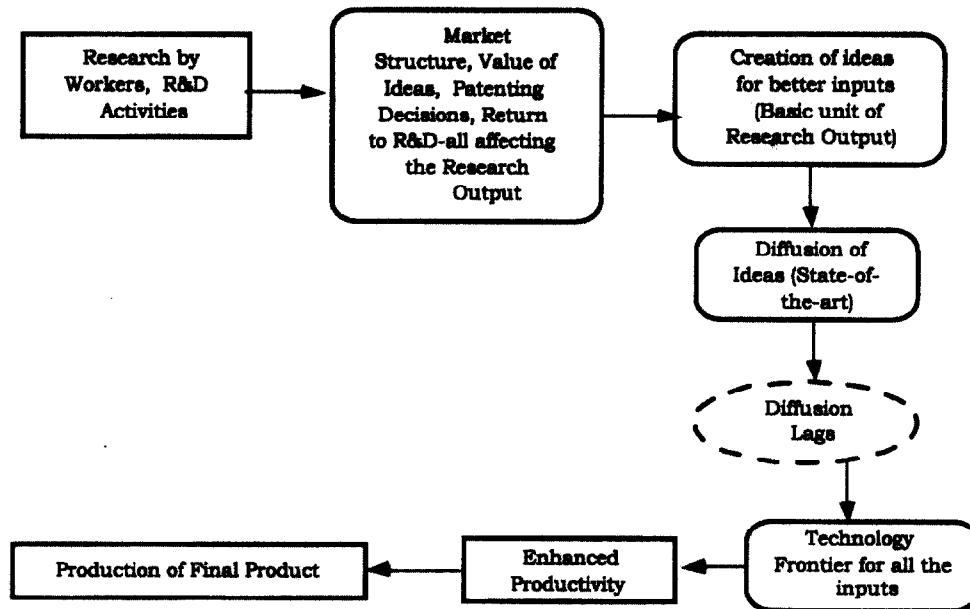 Research by
Workers, R&D
Activities
Market
Structure, Value of
Ideas, Patenting
Decisions, Return
to R&D-all affecting
the Research
Output
Creation of ideas
for better inputs
(Basic unit of
Research Output)
Diffusion of
Ideas (State-of-
the-art)
Diffusion
Lags
Technology
Frontier for all the
inputs
Enhanced
Productivity
Production of Final Product